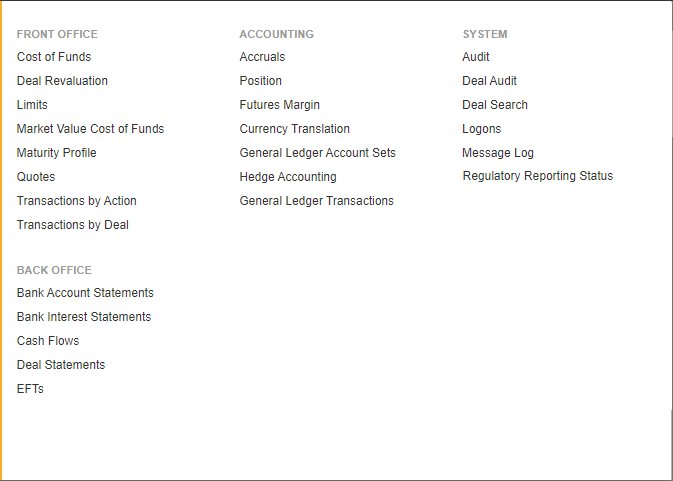 FRONT OFFICE
Cost of Funds
Deal Revaluation
Limits
Market Value Cost of Funds
Maturity Profile
Quotes
Transactions by Action
Transactions by Deal
BACK OFFICE
Bank Account Statements
Bank Interest Statements
Cash Flows
Deal Statements
EFTs
ACCOUNTING
Accruals
Position
Futures Margin
Currency Translation
General Ledger Account Sets
Hedge Accounting
General Ledger Transactions
SYSTEM
Audit
Deal Audit
Deal Search
Logons
Message Log
Regulatory Reporting Status